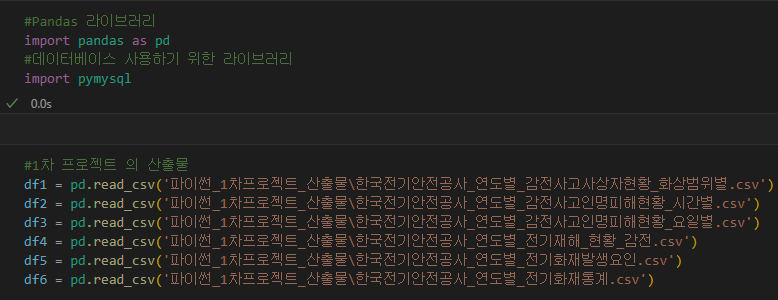 #Pandas 라이브러리
import pandas as pd
#데이터베이스 사용하기 위한 라이브러리
import pymysql
0.0s
#1차 프로젝트 의 산출물
df1 = pd.read_csv('파이썬_1차프로젝트_산출물\한국전기안전공사_연도별_감전사고사상자현황_화상범위별.csv')
df2 = pd.read_csv('파이썬_1차프로젝트_산출물\한국전기안전공사_연도별_감전사고인명피해현황_시간별.csv')
df3 = pd.read_csv('파이썬_1차프로젝트_산출물\한국전기안전공사_연도별_감전사고인명피해현황_요일별.csv')
df4 = pd.read_csv('파이썬_1차프로젝트_산출물\한국전기안전공사_연도별_전기재해_현황_감전.csv')
df5 = pd.read_csv('파이썬_1차프로젝트_산출물\한국전기안전공사_연도별_전기화재발생요인.csv')
df6 = pd.read_csv('파이썬_1차프로젝트_산출물\한국전기안전공사_연도별_전기화재통계.csv')